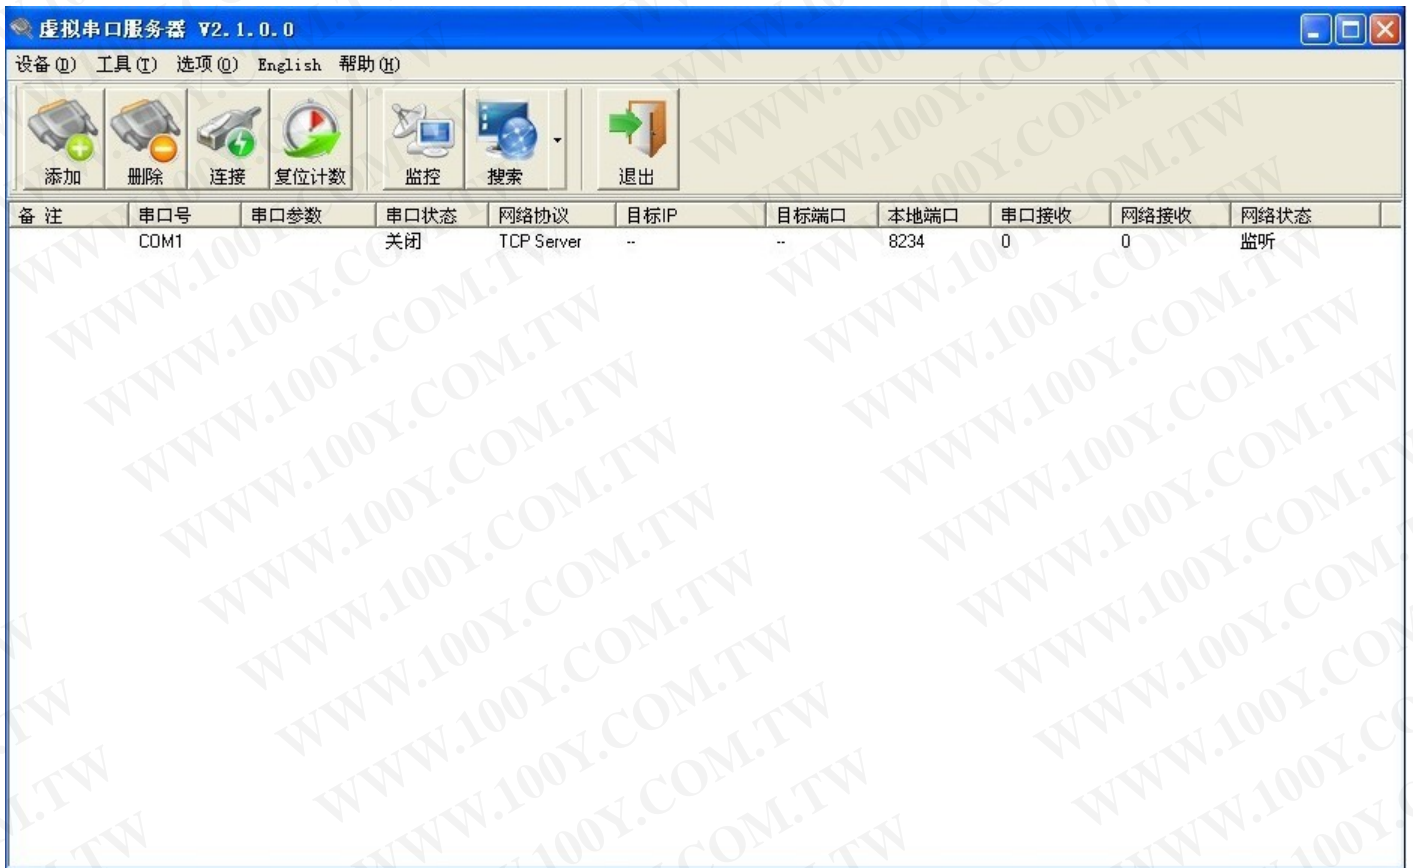 虚拟串口服务器 V2.1.0.0
设备(D) 工具(T) 选项(O) English 帮助(H)
添加 删除 连接 复位计数 监控 搜索 退出
备 注 串口号 串口参数 串口状态 网络协议 目标IP 目标端口 本地端口 串口接收 网络接收 网络状态
COM1 关闭 TCP Server -- -- 8234 0 0 监听
WWW.100Y.COM.TW